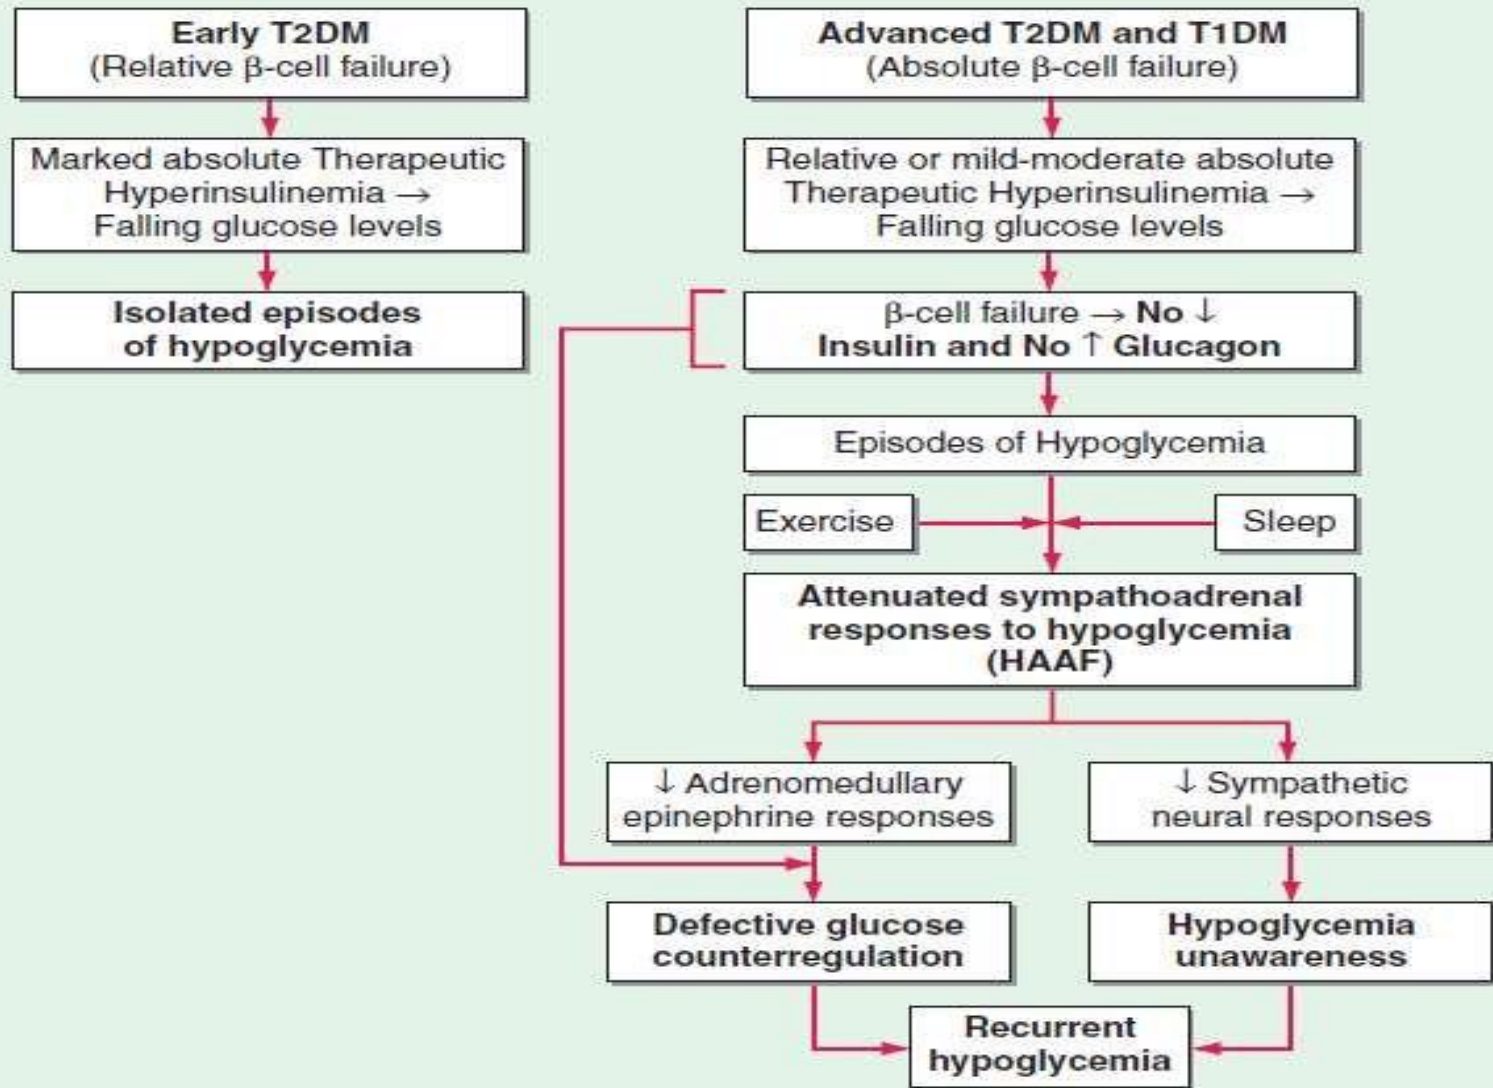 Early T2DM
(Relative β-cell failure)
Marked absolute Therapeutic
Hyperinsulinemia →
Falling glucose levels
Isolated episodes
of hypoglycemia
Advanced T2DM and T1DM
(Absolute β-cell failure)
Relative or mild-moderate absolute
Therapeutic Hyperinsulinemia →
Falling glucose levels
β-cell failure → No ↓
Insulin and No ↑ Glucagon
Episodes of Hypoglycemia
Exercise
Sleep
Attenuated sympathoadrenal
responses to hypoglycemia
(HAAF)
↓ Adrenomedullary
epinephrine responses
↓ Sympathetic
neural responses
Defective glucose
counterregulation
Hypoglycemia
unawareness
Recurrent
hypoglycemia